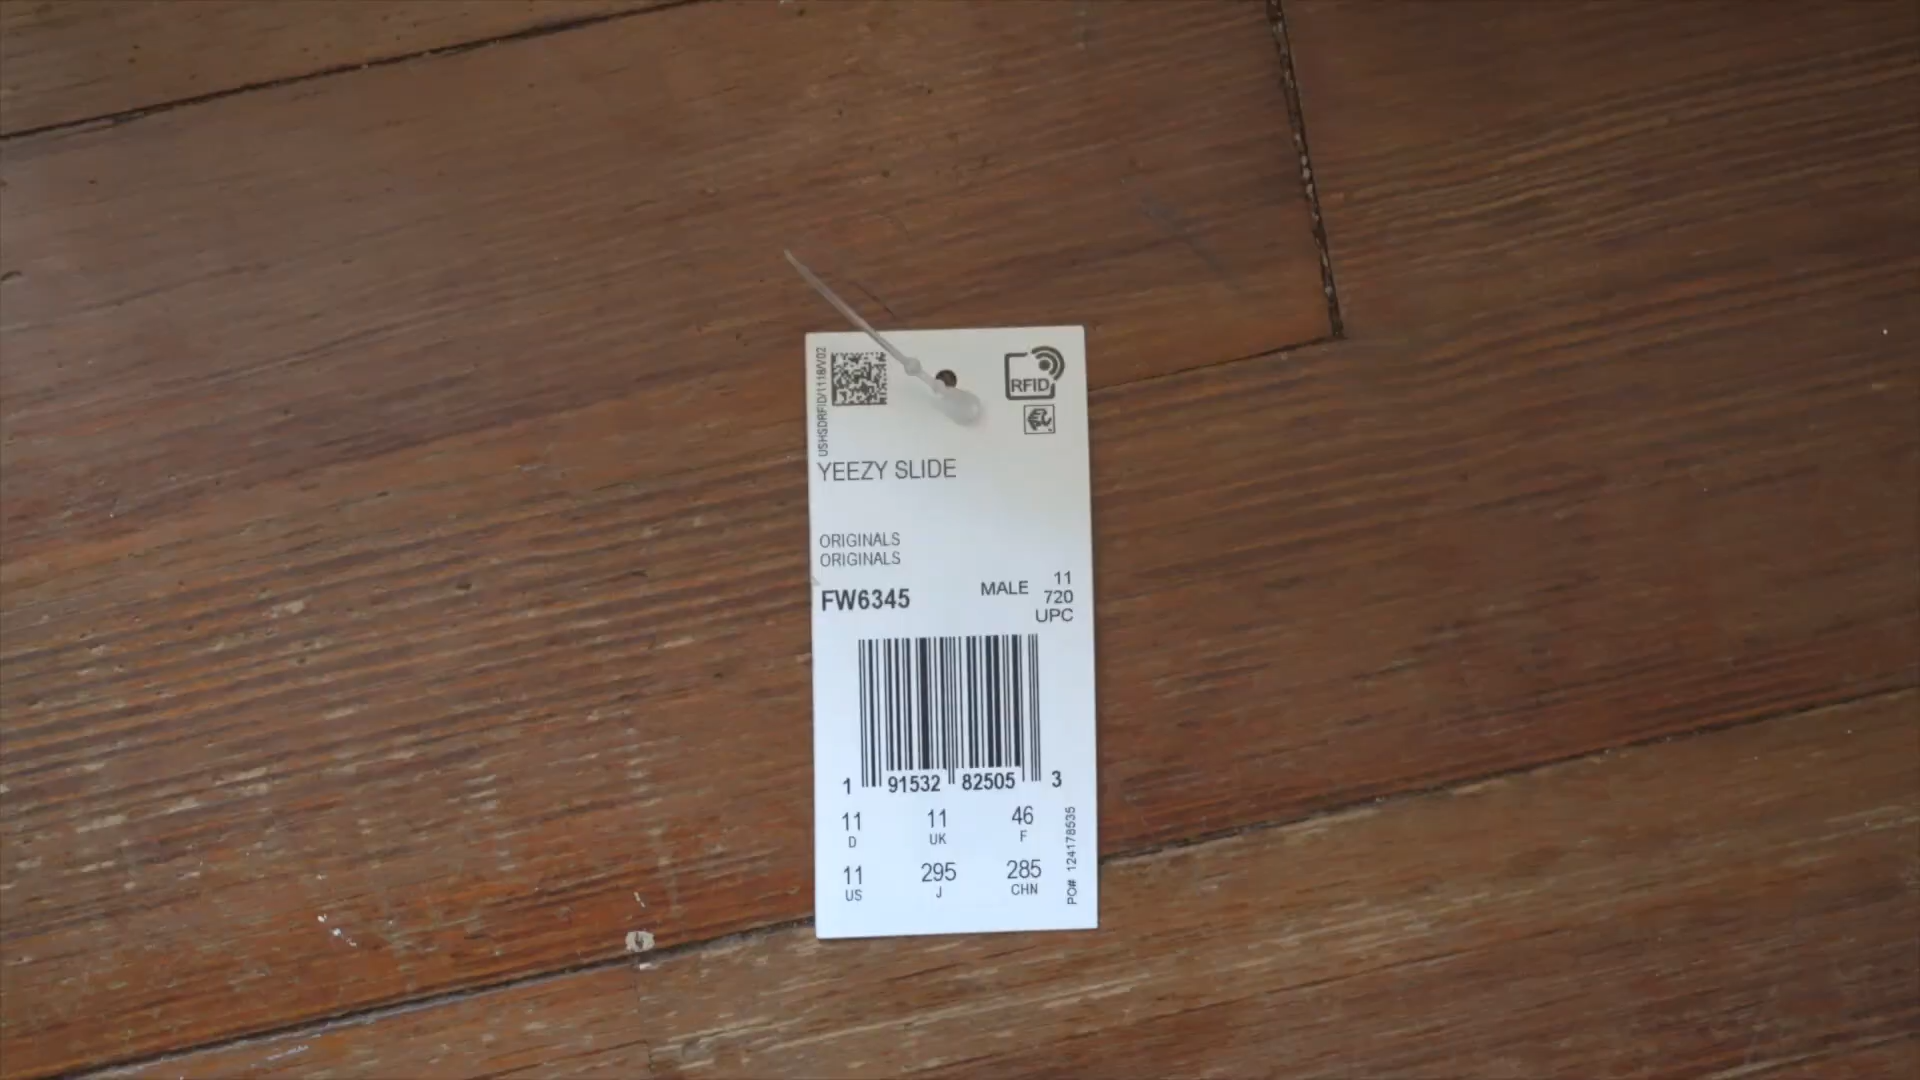 USHSDRFID/1118/V02
RFID
YEEZY SLIDE
ORIGINALS
ORIGINALS
FW6345
MALE
11
720
UPC
1 91532 82505 3
11 11 46
D UK F
11 295 285
US J CHN
PO# 124178535